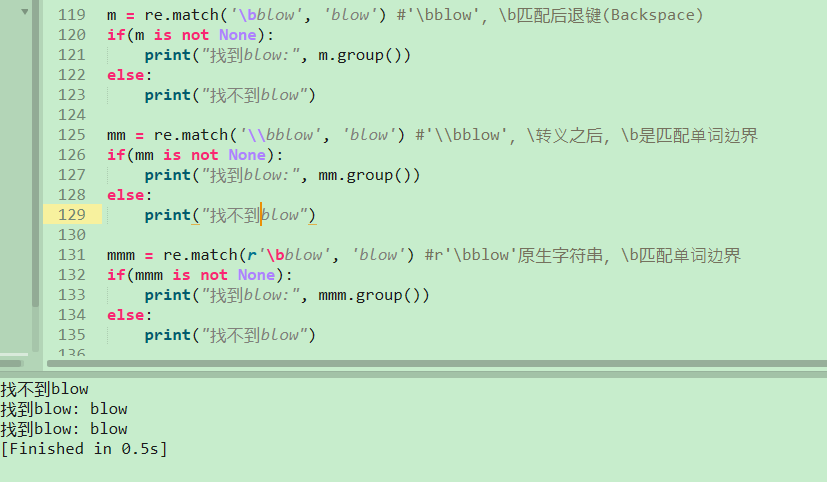 119 m = re.match('\bblow', 'blow') #'\bblow', \b匹配后退键(Backspace)
120 if(m is not None):
121     print("找到blow:", m.group())
122 else:
123     print("找不到blow")
124
125 mm = re.match('\\bblow', 'blow') #'\\bblow', \转义之后，\b是匹配单词边界
126 if(mm is not None):
127     print("找到blow:", mm.group())
128 else:
129     print("找不到blow")
130
131 mmm = re.match(r'\bblow', 'blow') #r'\bblow'原生字符串，\b匹配单词边界
132 if(mmm is not None):
133     print("找到blow:", mmm.group())
134 else:
135     print("找不到blow")
136
找不到blow
找到blow: blow
找到blow: blow
[Finished in 0.5s]